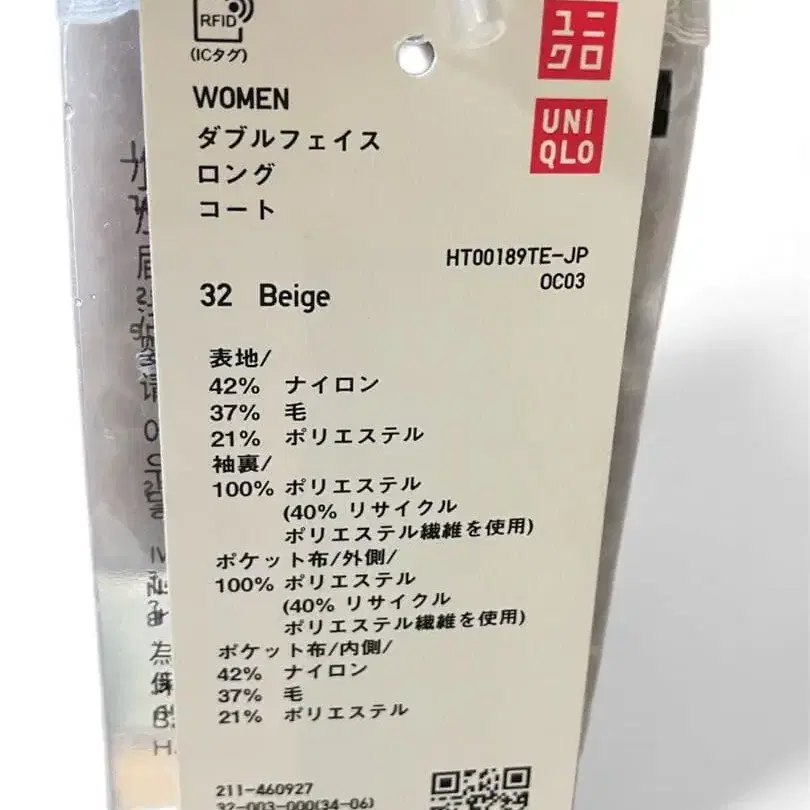 RFID
(ICタグ)
ユニ
クロ
UNI
QLO
WOMEN
ダブルフェイス
ロング
コート
HT00189TE-JP
OC03
32 Beige
表地/
42% ナイロン
37% 毛
21% ポリエステル
袖裏/
100% ポリエステル
(40% リサイクル
ポリエステル繊維を使用)
ポケット布/外側/
100% ポリエステル
(40% リサイクル
ポリエステル繊維を使用)
ポケット布/内側/
42% ナイロン
37% 毛
21% ポリエステル
211-460927
32-003-000(34-06)